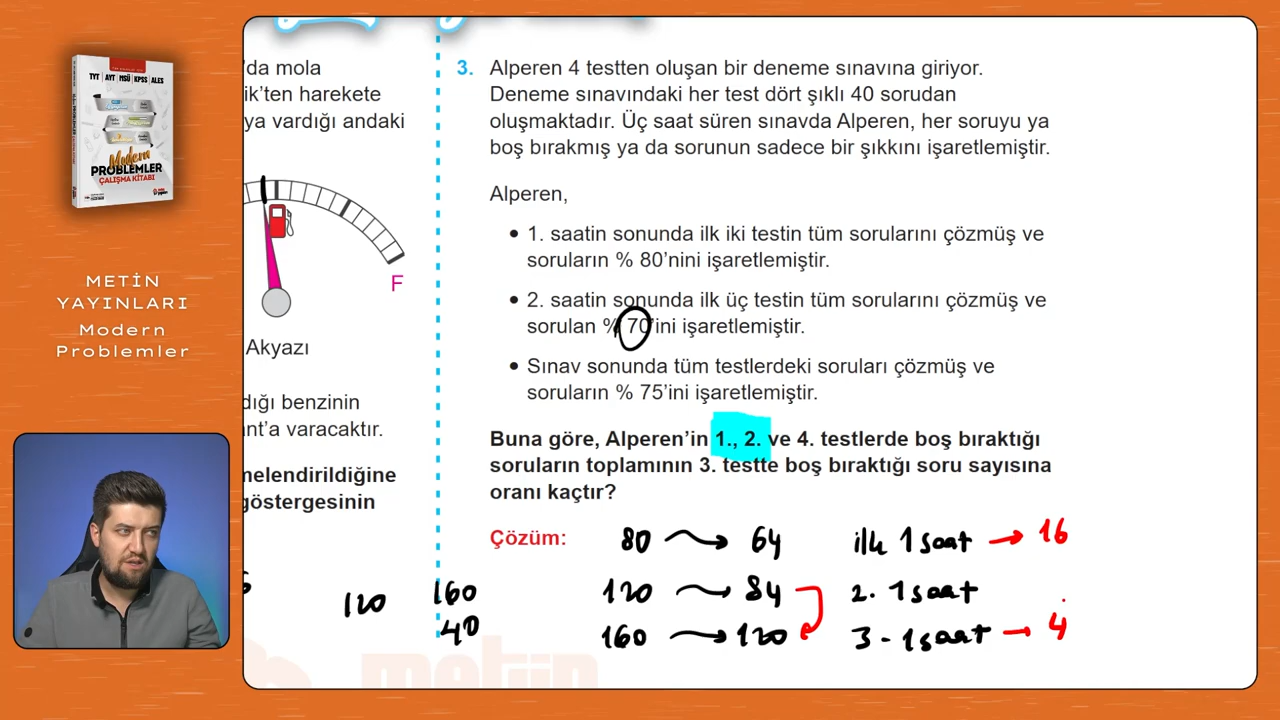 TYT | AYT | MSÜ | KPSS | ALES
Modern
PROBLEMLER
ÇALIŞMA KİTABI
METİN
YAYINLARI
Modern
Problemler
'da mola
ik'ten harekete
ya vardığı andaki
F
Akyazı
dığı benzinin
ant'a varacaktır.
melendirildiğine
göstergesinin
120
160
40
3. Alperen 4 testten oluşan bir deneme sınavına giriyor.
Deneme sınavındaki her test dört şıklı 40 sorudan
oluşmaktadır. Üç saat süren sınavda Alperen, her soruyu ya
boş bırakmış ya da sorunun sadece bir şıkkını işaretlemiştir.
Alperen,
• 1. saatin sonunda ilk iki testin tüm sorularını çözmüş ve
soruların % 80'nini işaretlemiştir.
• 2. saatin sonunda ilk üç testin tüm sorularını çözmüş ve
sorulan % 70'ini işaretlemiştir.
• Sınav sonunda tüm testlerdeki soruları çözmüş ve
soruların % 75'ini işaretlemiştir.
Buna göre, Alperen'in 1., 2. ve 4. testlerde boş bıraktığı
soruların toplamının 3. testte boş bıraktığı soru sayısına
oranı kaçtır?
Çözüm: 80 → 64 ilk 1 saat → 16
120 → 84 2. 1 saat
160 → 120 3 - 1 saat → 4
metin